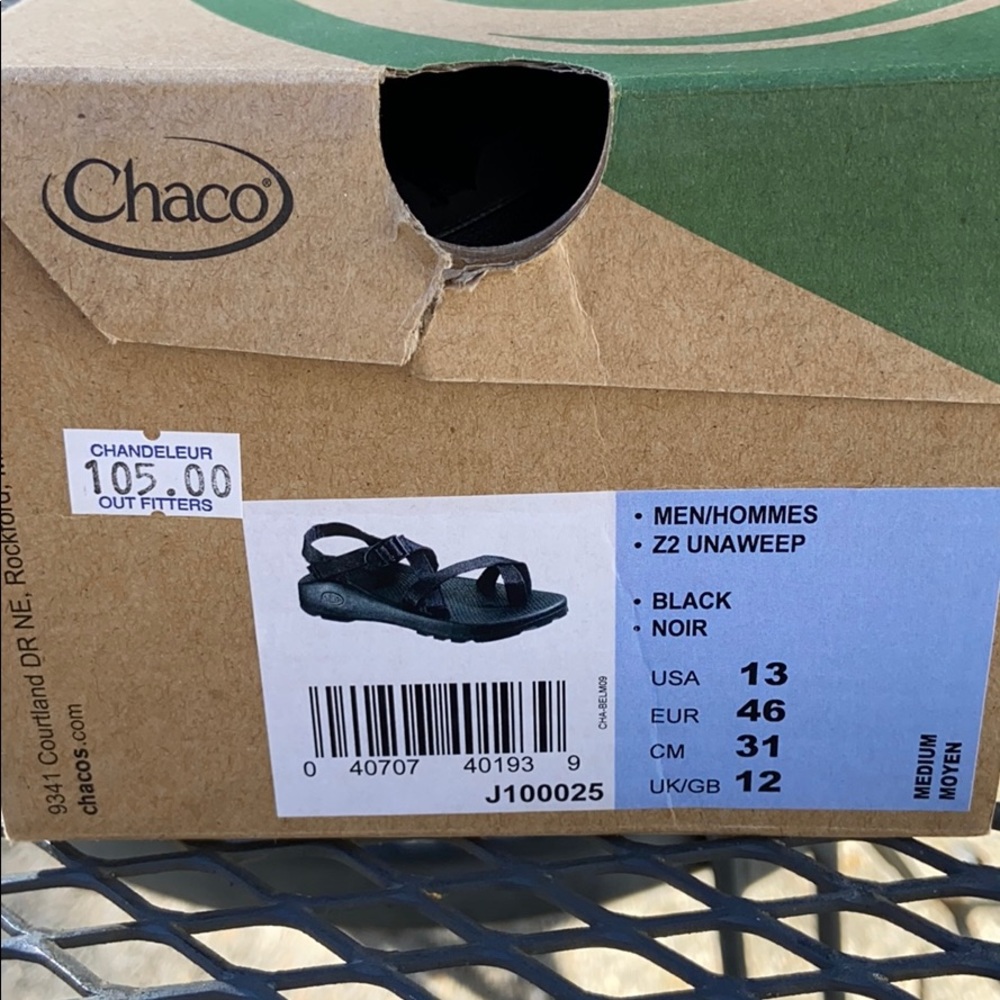 Chaco®
CHANDELEUR
105.00
OUT FITTERS
9341 Courtland DR NE, Rockford,
chacos.com
0 40707 40193 9
J100025
CHA-BELM09
• MEN/HOMMES
• Z2 UNAWEEP
• BLACK
• NOIR
USA 13
EUR 46
CM 31
UK/GB 12
MEDIUM
MOYEN